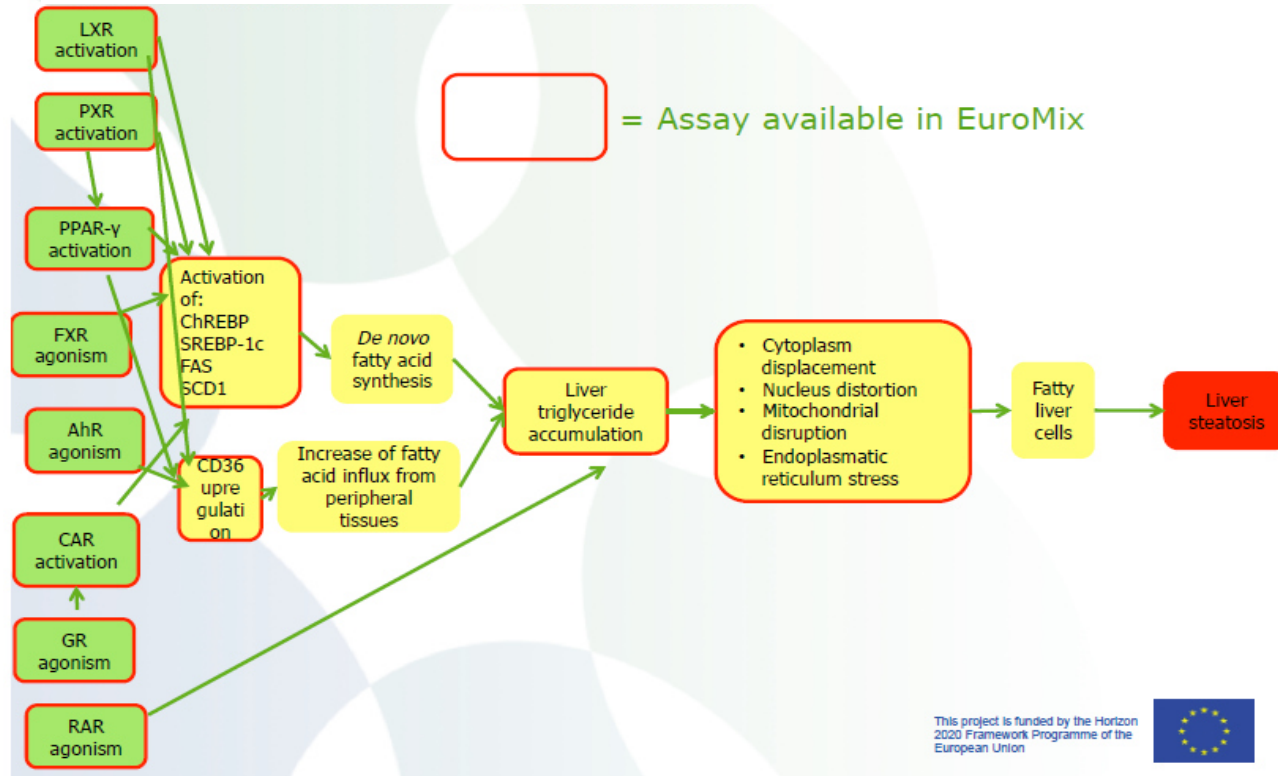 LXR
activation
PXR
activation
= Assay available in EuroMix
PPAR-γ
activation
Activation
of:
ChREBP
SREBP-1c
FAS
SCD1
FXR
agonism
De novo
fatty acid
synthesis
• Cytoplasm
displacement
• Nucleus distortion
• Mitochondrial
disruption
• Endoplasmatic
reticulum stress
Liver
triglyceride
accumulation
Fatty
liver
cells
Liver
steatosis
AhR
agonism
CD36
upre
gulati
on
Increase of fatty
acid influx from
peripheral
tissues
CAR
activation
GR
agonism
RAR
agonism
This project is funded by the Horizon
2020 Framework Programme of the
European Union